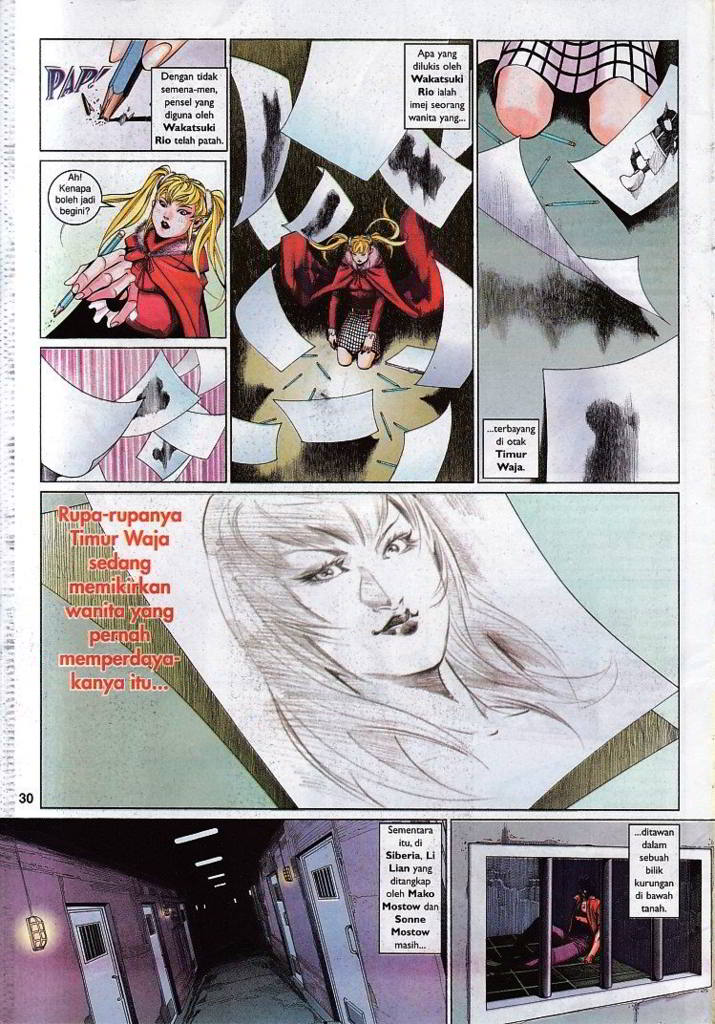 PAP!
Dengan tidak
semena-men,
pensel yang
diguna oleh
Wakatsuki
Rio telah patah.
Ah!
Kenapa
boleh jadi
begini?
Apa yang
dilukis oleh
Wakatsuki
Rio ialah
imej seorang
wanita yang...
...terbayang
di otak
Timur
Waja.
Rupa-rupanya
Timur Waja
sedang
memikirkan
wanita yang
pernah
memperdaya-
kanya itu...
30
Sementara
itu, di
Siberia, Li
Lian yang
ditangkap
oleh Mako
Mostow dan
Sonne
Mostow
masih...
...ditawan
dalam
sebuah
bilik
kurungan
di bawah
tanah.